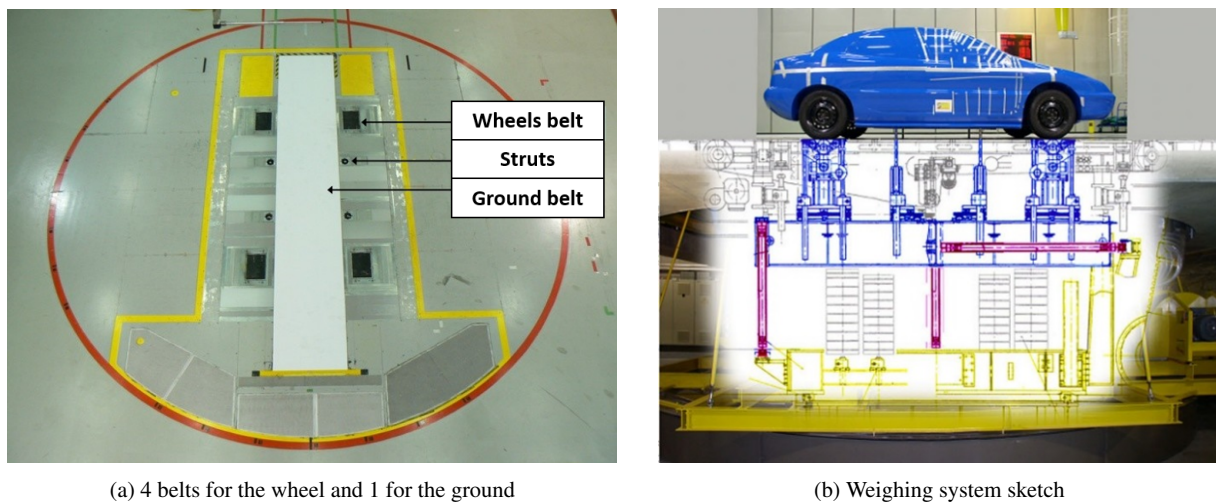 Wheels belt
Struts
Ground belt
(a) 4 belts for the wheel and 1 for the ground
(b) Weighing system sketch